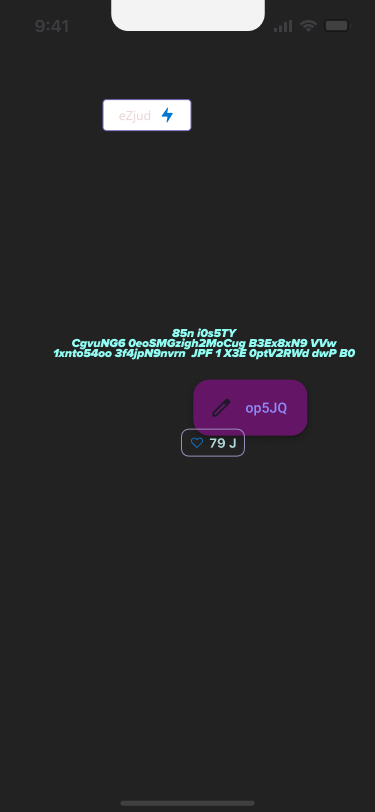 9:41
eZjud
85n i0s5TY
CgvuNG6 0eoSMGzigh2MoCug B3Ex8xN9 VVw
1xnto54oo 3f4jpN9nvrn JPF 1 X3E 0ptV2RWd dwP B0
op5JQ
79 J